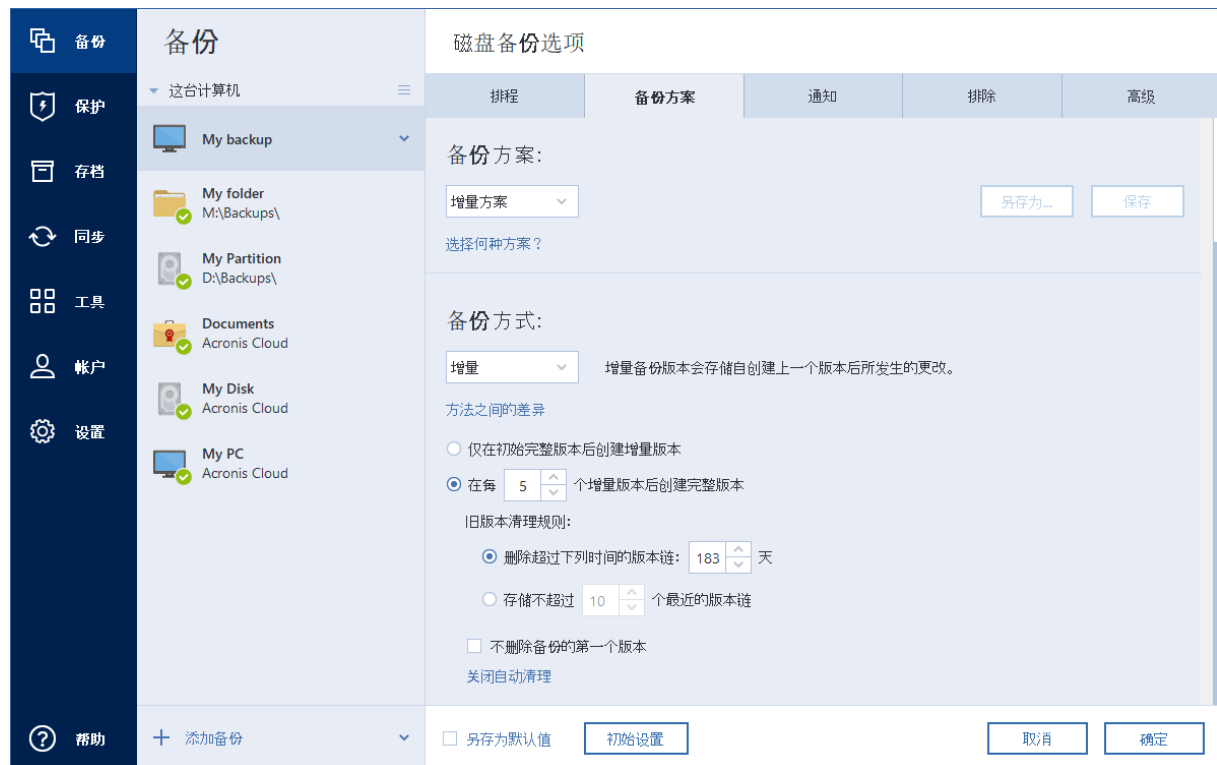 备份
保护
存档
同步
工具
帐户
设置
帮助
备份
这台计算机
My backup
My folder
M:\Backups\
My Partition
D:\Backups\
Documents
Acronis Cloud
My Disk
Acronis Cloud
My PC
Acronis Cloud
添加备份
磁盘备份选项
排程 备份方案 通知 排除 高级
备份方案:
增量方案 另存为... 保存
选择何种方案？
备份方式:
增量 增量备份版本会存储自创建上一个版本后所发生的更改。
方法之间的差异
仅在初始完整版本后创建增量版本
在每 5 个增量版本后创建完整版本
旧版本清理规则:
删除超过下列时间的版本链: 183 天
存储不超过 10 个最近的版本链
不删除备份的第一个版本
关闭自动清理
另存为默认值 初始设置 取消 确定